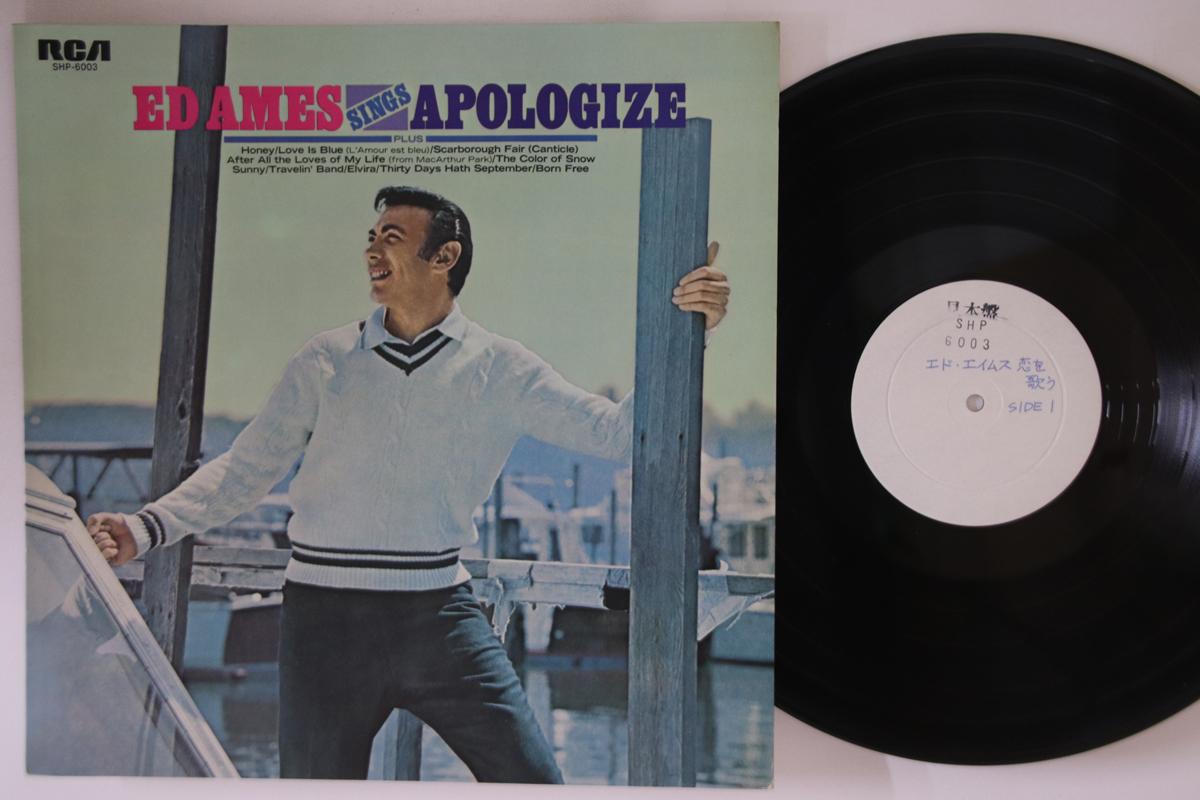 RCA
SHP-6003
ED AMES SINGS APOLOGIZE
PLUS
Honey/Love Is Blue (L'Amour est bleu)/Scarborough Fair (Canticle)
After All the Loves of My Life (from MacArthur Park)/The Color of Snow
Sunny/Travelin' Band/Elvira/Thirty Days Hath September/Born Free
日本盤
SHP
6003
エド・エイムス 恋を
歌う
SIDE 1